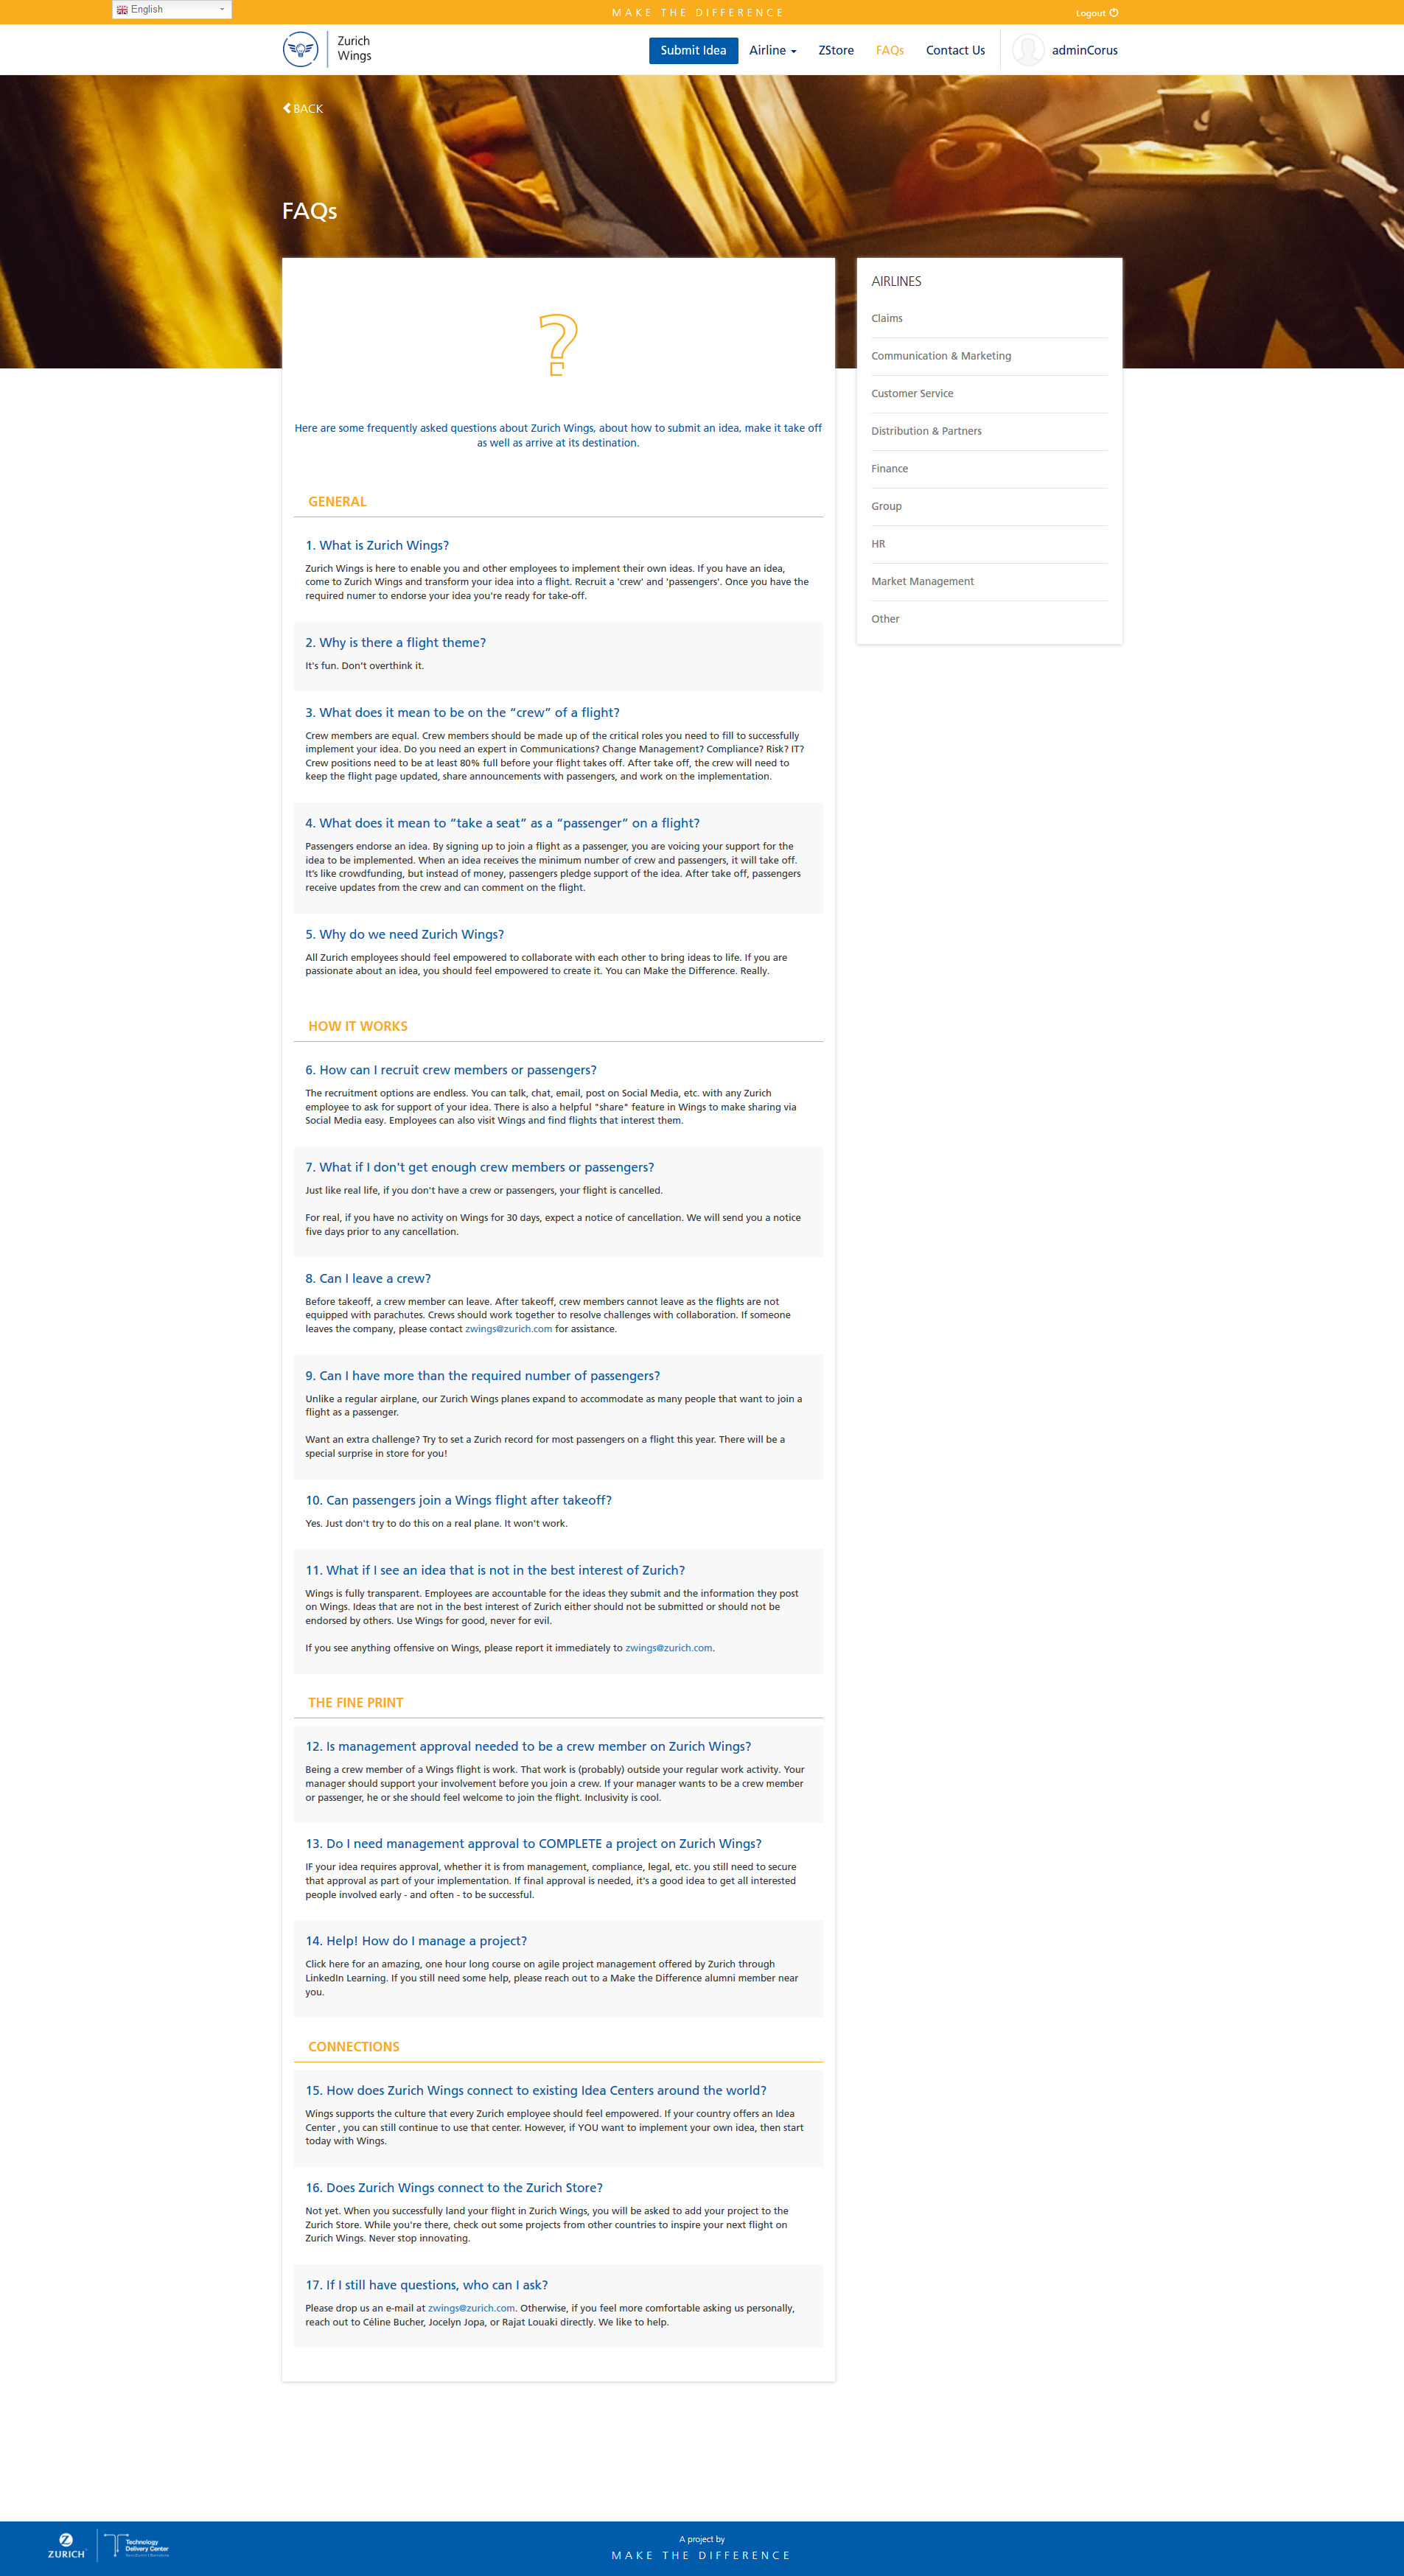 English
MAKE THE DIFFERENCE
Logout
Zurich
Wings
Submit Idea
Airline
ZStore
FAQs
Contact Us
adminCorus
BACK
FAQs
?
Here are some frequently asked questions about Zurich Wings, about how to submit an idea, make it take off
as well as arrive at its destination.
GENERAL
1. What is Zurich Wings?
Zurich Wings is here to enable you and other employees to implement their own ideas. If you have an idea,
come to Zurich Wings and transform your idea into a flight. Recruit a 'crew' and 'passengers'. Once you have the
required numer to endorse your idea you're ready for take-off.
2. Why is there a flight theme?
It's fun. Don't overthink it.
3. What does it mean to be on the “crew” of a flight?
Crew members are equal. Crew members should be made up of the critical roles you need to fill to successfully
implement your idea. Do you need an expert in Communications? Change Management? Compliance? Risk? IT?
Crew positions need to be at least 80% full before your flight takes off. After take off, the crew will need to
keep the flight page updated, share announcements with passengers, and work on the implementation.
4. What does it mean to “take a seat” as a “passenger” on a flight?
Passengers endorse an idea. By signing up to join a flight as a passenger, you are voicing your support for the
idea to be implemented. When an idea receives the minimum number of crew and passengers, it will take off.
It’s like crowdfunding, but instead of money, passengers pledge support of the idea. After take off, passengers
receive updates from the crew and can comment on the flight.
5. Why do we need Zurich Wings?
All Zurich employees should feel empowered to collaborate with each other to bring ideas to life. If you are
passionate about an idea, you should feel empowered to create it. You can Make the Difference. Really.
HOW IT WORKS
6. How can I recruit crew members or passengers?
The recruitment options are endless. You can talk, chat, email, post on Social Media, etc. with any Zurich
employee to ask for support of your idea. There is also a helpful "share" feature in Wings to make sharing via
Social Media easy. Employees can also visit Wings and find flights that interest them.
7. What if I don't get enough crew members or passengers?
Just like real life, if you don't have a crew or passengers, your flight is cancelled.
For real, if you have no activity on Wings for 30 days, expect a notice of cancellation. We will send you a notice
five days prior to any cancellation.
8. Can I leave a crew?
Before takeoff, a crew member can leave. After takeoff, crew members cannot leave as the flights are not
equipped with parachutes. Crews should work together to resolve challenges with collaboration. If someone
leaves the company, please contact zwings@zurich.com for assistance.
9. Can I have more than the required number of passengers?
Unlike a regular airplane, our Zurich Wings planes expand to accommodate as many people that want to join a
flight as a passenger.
Want an extra challenge? Try to set a Zurich record for most passengers on a flight this year. There will be a
special surprise in store for you!
10. Can passengers join a Wings flight after takeoff?
Yes. Just don't try to do this on a real plane. It won't work.
11. What if I see an idea that is not in the best interest of Zurich?
Wings is fully transparent. Employees are accountable for the ideas they submit and the information they post
on Wings. Ideas that are not in the best interest of Zurich either should not be submitted or should not be
endorsed by others. Use Wings for good, never for evil.
If you see anything offensive on Wings, please report it immediately to zwings@zurich.com.
THE FINE PRINT
12. Is management approval needed to be a crew member on Zurich Wings?
Being a crew member of a Wings flight is work. That work is (probably) outside your regular work activity. Your
manager should support your involvement before you join a crew. If your manager wants to be a crew member
or passenger, he or she should feel welcome to join the flight. Inclusivity is cool.
13. Do I need management approval to COMPLETE a project on Zurich Wings?
IF your idea requires approval, whether it is from management, compliance, legal, etc. you still need to secure
that approval as part of your implementation. If final approval is needed, it's a good idea to get all interested
people involved early - and often - to be successful.
14. Help! How do I manage a project?
Click here for an amazing, one hour long course on agile project management offered by Zurich through
LinkedIn Learning. If you still need some help, please reach out to a Make the Difference alumni member near
you.
CONNECTIONS
15. How does Zurich Wings connect to existing Idea Centers around the world?
Wings supports the culture that every Zurich employee should feel empowered. If your country offers an Idea
Center , you can still continue to use that center. However, if YOU want to implement your own idea, then start
today with Wings.
16. Does Zurich Wings connect to the Zurich Store?
Not yet. When you successfully land your flight in Zurich Wings, you will be asked to add your project to the
Zurich Store. While you're there, check out some projects from other countries to inspire your next flight on
Zurich Wings. Never stop innovating.
17. If I still have questions, who can I ask?
Please drop us an e-mail at zwings@zurich.com. Otherwise, if you feel more comfortable asking us personally,
reach out to Céline Bucher, Jocelyn Jopa, or Rajat Louaki directly. We like to help.
AIRLINES
Claims
Communication & Marketing
Customer Service
Distribution & Partners
Finance
Group
HR
Market Management
Other
ZURICH
Technology
Delivery Center
A project by
MAKE THE DIFFERENCE